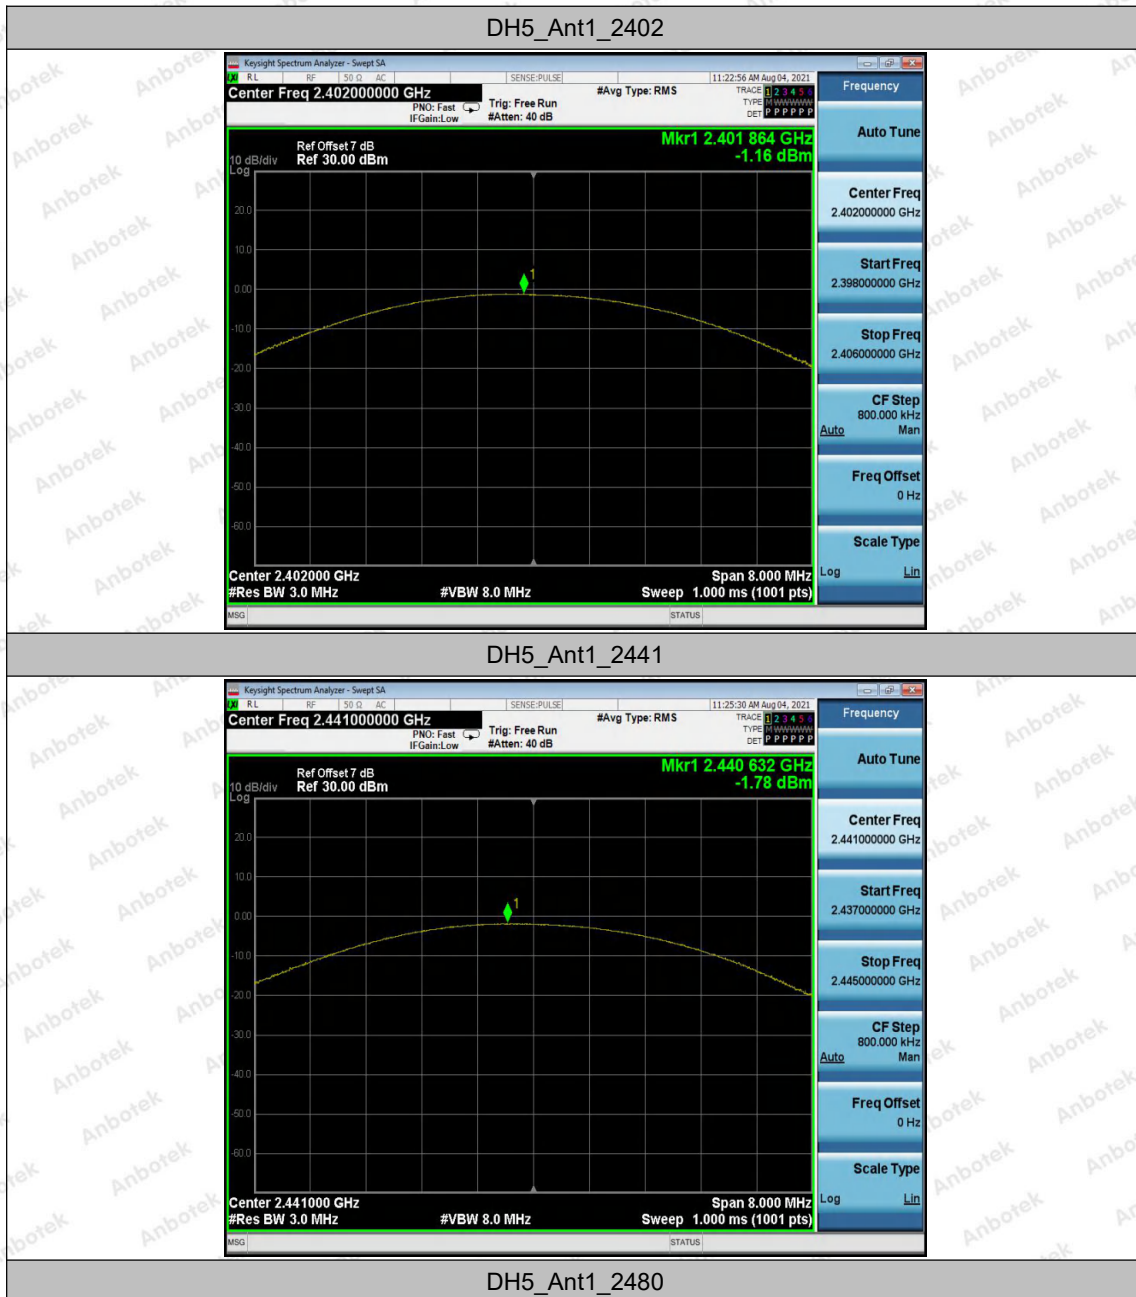 DH5_Ant1_2402
Keysight Spectrum Analyzer - Swept SA
LXI RL RF 50 Ω AC SENSE:PULSE 11:22:56 AM Aug 04, 2021
Center Freq 2.402000000 GHz
PNO: Fast
IFGain:Low
Trig: Free Run
#Atten: 40 dB
#Avg Type: RMS
TRACE 1 2 3 4 5 6
TYPE M WWWWW
DET P P P P P P
Ref Offset 7 dB
10 dB/div Ref 30.00 dBm
Log
Mkr1 2.401 864 GHz
-1.16 dBm
1
20.0
10.0
0.00
-10.0
-20.0
-30.0
-40.0
-50.0
-60.0
Center 2.402000 GHz
#Res BW 3.0 MHz
#VBW 8.0 MHz
Span 8.000 MHz
Sweep 1.000 ms (1001 pts)
MSG STATUS
Frequency
Auto Tune
Center Freq
2.402000000 GHz
Start Freq
2.398000000 GHz
Stop Freq
2.406000000 GHz
CF Step
800.000 kHz
Auto Man
Freq Offset
0 Hz
Scale Type
Log Lin
DH5_Ant1_2441
Keysight Spectrum Analyzer - Swept SA
LXI RL RF 50 Ω AC SENSE:PULSE 11:25:30 AM Aug 04, 2021
Center Freq 2.441000000 GHz
PNO: Fast
IFGain:Low
Trig: Free Run
#Atten: 40 dB
#Avg Type: RMS
TRACE 1 2 3 4 5 6
TYPE M WWWWW
DET P P P P P P
Ref Offset 7 dB
10 dB/div Ref 30.00 dBm
Log
Mkr1 2.440 632 GHz
-1.78 dBm
1
20.0
10.0
0.00
-10.0
-20.0
-30.0
-40.0
-50.0
-60.0
Center 2.441000 GHz
#Res BW 3.0 MHz
#VBW 8.0 MHz
Span 8.000 MHz
Sweep 1.000 ms (1001 pts)
MSG STATUS
Frequency
Auto Tune
Center Freq
2.441000000 GHz
Start Freq
2.437000000 GHz
Stop Freq
2.445000000 GHz
CF Step
800.000 kHz
Auto Man
Freq Offset
0 Hz
Scale Type
Log Lin
DH5_Ant1_2480
Anbotek